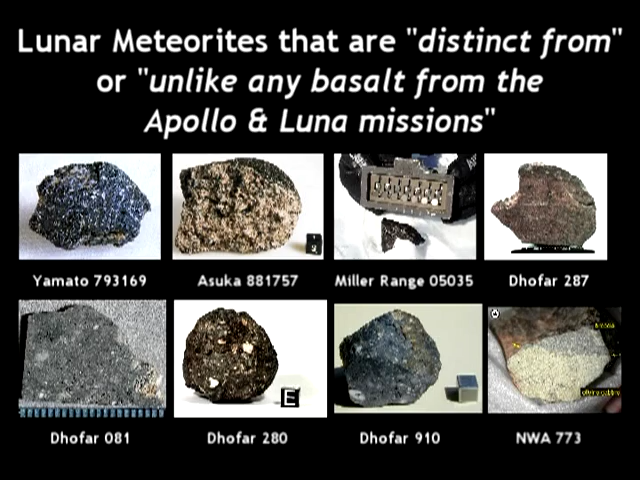 Lunar Meteorites that are "distinct from"
or "unlike any basalt from the
Apollo & Luna missions"
Yamato 793169
Asuka 881757
Miller Range 05035
Dhofar 287
E
Dhofar 081
Dhofar 280
Dhofar 910
NWA 773